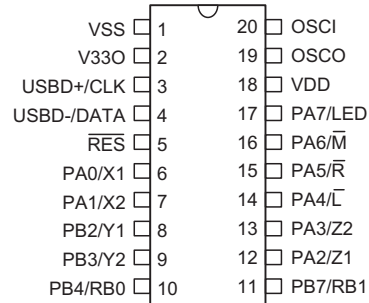 VSS 1 20 OSCI
V33O 2 19 OSCO
USBD+/CLK 3 18 VDD
USBD-/DATA 4 17 PA7/LED
R̅E̅S̅ 5 16 PA6/M̅
PA0/X1 6 15 PA5/R̅
PA1/X2 7 14 PA4/L̅
PB2/Y1 8 13 PA3/Z2
PB3/Y2 9 12 PA2/Z1
PB4/RB0 10 11 PB7/RB1